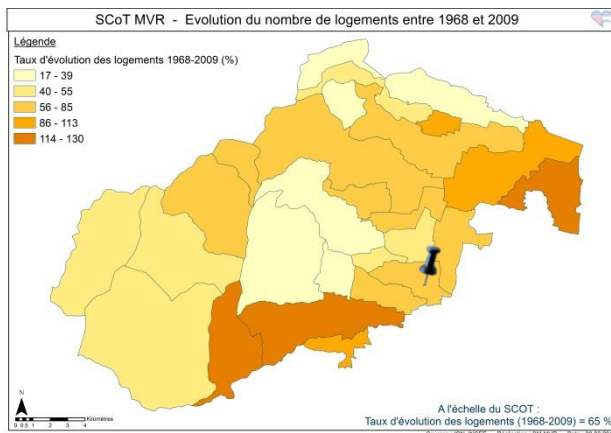 SCoT MVR - Evolution du nombre de logements entre 1968 et 2009
Légende
Taux d'évolution des logements 1968-2009 (%)
17 - 39
40 - 55
56 - 85
86 - 113
114 - 130
N
0 0.5 1 2 3 4
Kilomètres
A l'échelle du SCOT :
Taux d'évolution des logements (1968-2009) = 65 %